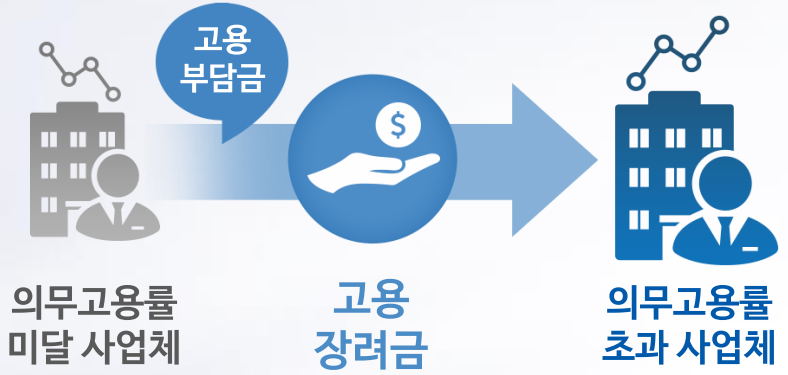 고용
부담금
$
의무고용률
미달 사업체
고용
장려금
의무고용률
초과 사업체